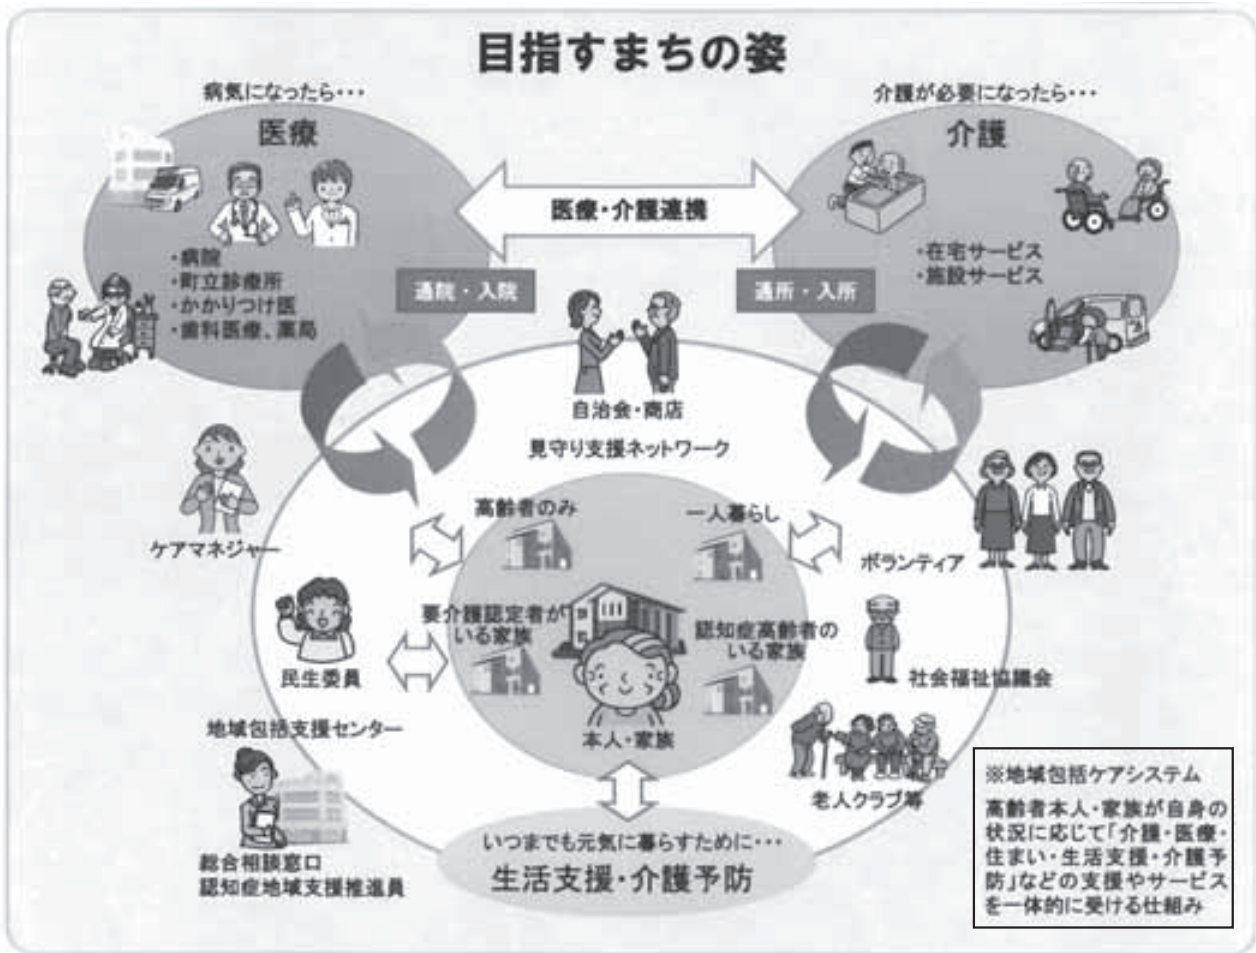 目指すまちの姿
病気になったら･･･
医療
・病院
・町立診療所
・かかりつけ医
・歯科医療、薬局
医療・介護連携
介護が必要になったら･･･
介護
・在宅サービス
・施設サービス
通院・入院
通所・入所
自治会・商店
見守り支援ネットワーク
ケアマネジャー
高齢者のみ
一人暮らし
ボランティア
民生委員
要介護認定者が
いる家族
認知症高齢者の
いる家族
本人・家族
社会福祉協議会
地域包括支援センター
総合相談窓口
認知症地域支援推進員
老人クラブ等
いつまでも元気に暮らすために･･･
生活支援・介護予防
※地域包括ケアシステム
高齢者本人・家族が自身の
状況に応じて「介護・医療・
住まい・生活支援・介護予
防」などの支援やサービス
を一体的に受ける仕組み